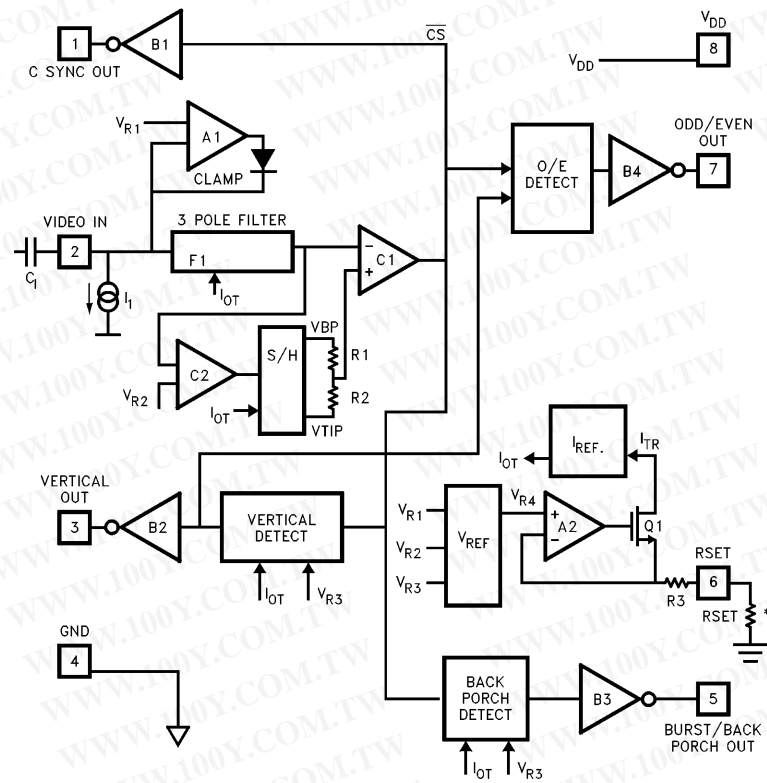 CS
V_DD
1
B1
8
V_DD
C SYNC OUT
ODD/EVEN
OUT
V_R1
A1
O/E
DETECT
B4
7
CLAMP
VIDEO IN
3 POLE FILTER
2
F1
−
C1
+
C_I
I_1
I_OT
VBP
S/H
R1
C2
R2
V_R2
I_OT
VTIP
I_REF.
I_TR
I_OT
VERTICAL
OUT
3
B2
VERTICAL
DETECT
V_R1
V_R4
+
A2
−
Q1
V_R2
V_REF
V_R3
RSET
6
R3
RSET
*
I_OT
V_R3
GND
4
BACK
PORCH
DETECT
B3
5
BURST/BACK
PORCH OUT
I_OT
V_R3
WWW.100Y.COM.TW